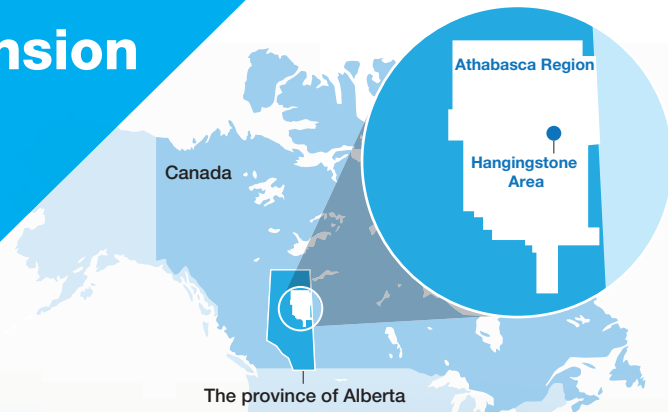 nsion
Athabasca Region
Canada
Hangingstone
Area
The province of Alberta